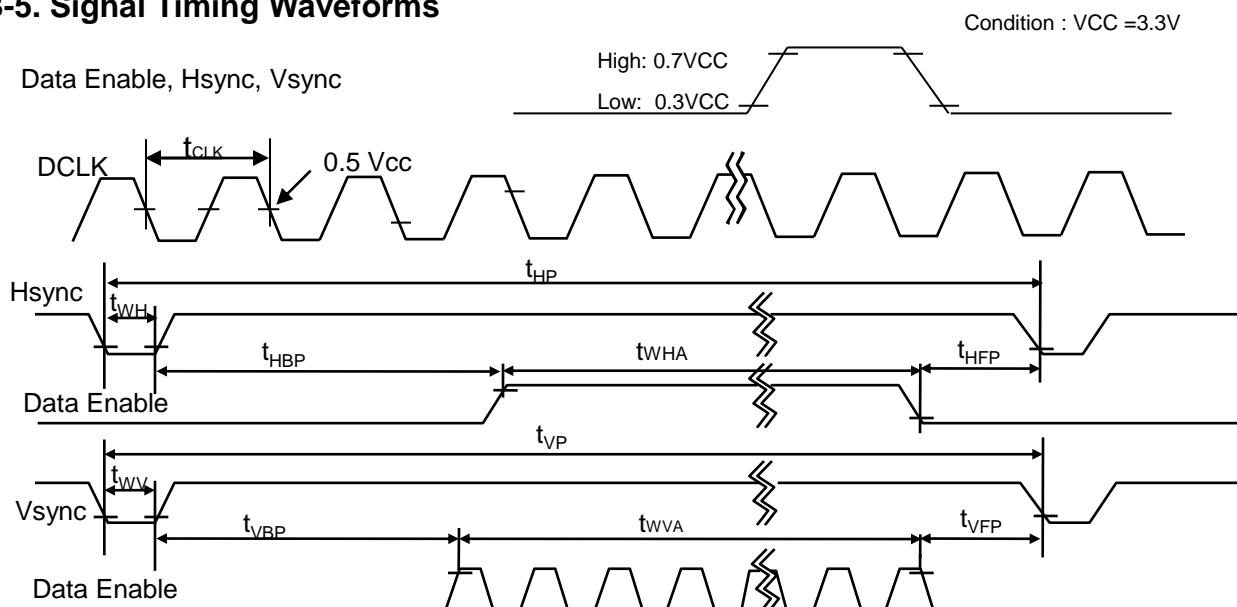 3-5. Signal Timing Waveforms
Condition : VCC =3.3V
High: 0.7VCC
Data Enable, Hsync, Vsync
Low: 0.3VCC
tCLK
0.5 Vcc
DCLK
tHP
Hsync
tWH
tHBP
tWHA
tHFP
Data Enable
tVP
tWV
Vsync
tVBP
tWVA
tVFP
Data Enable